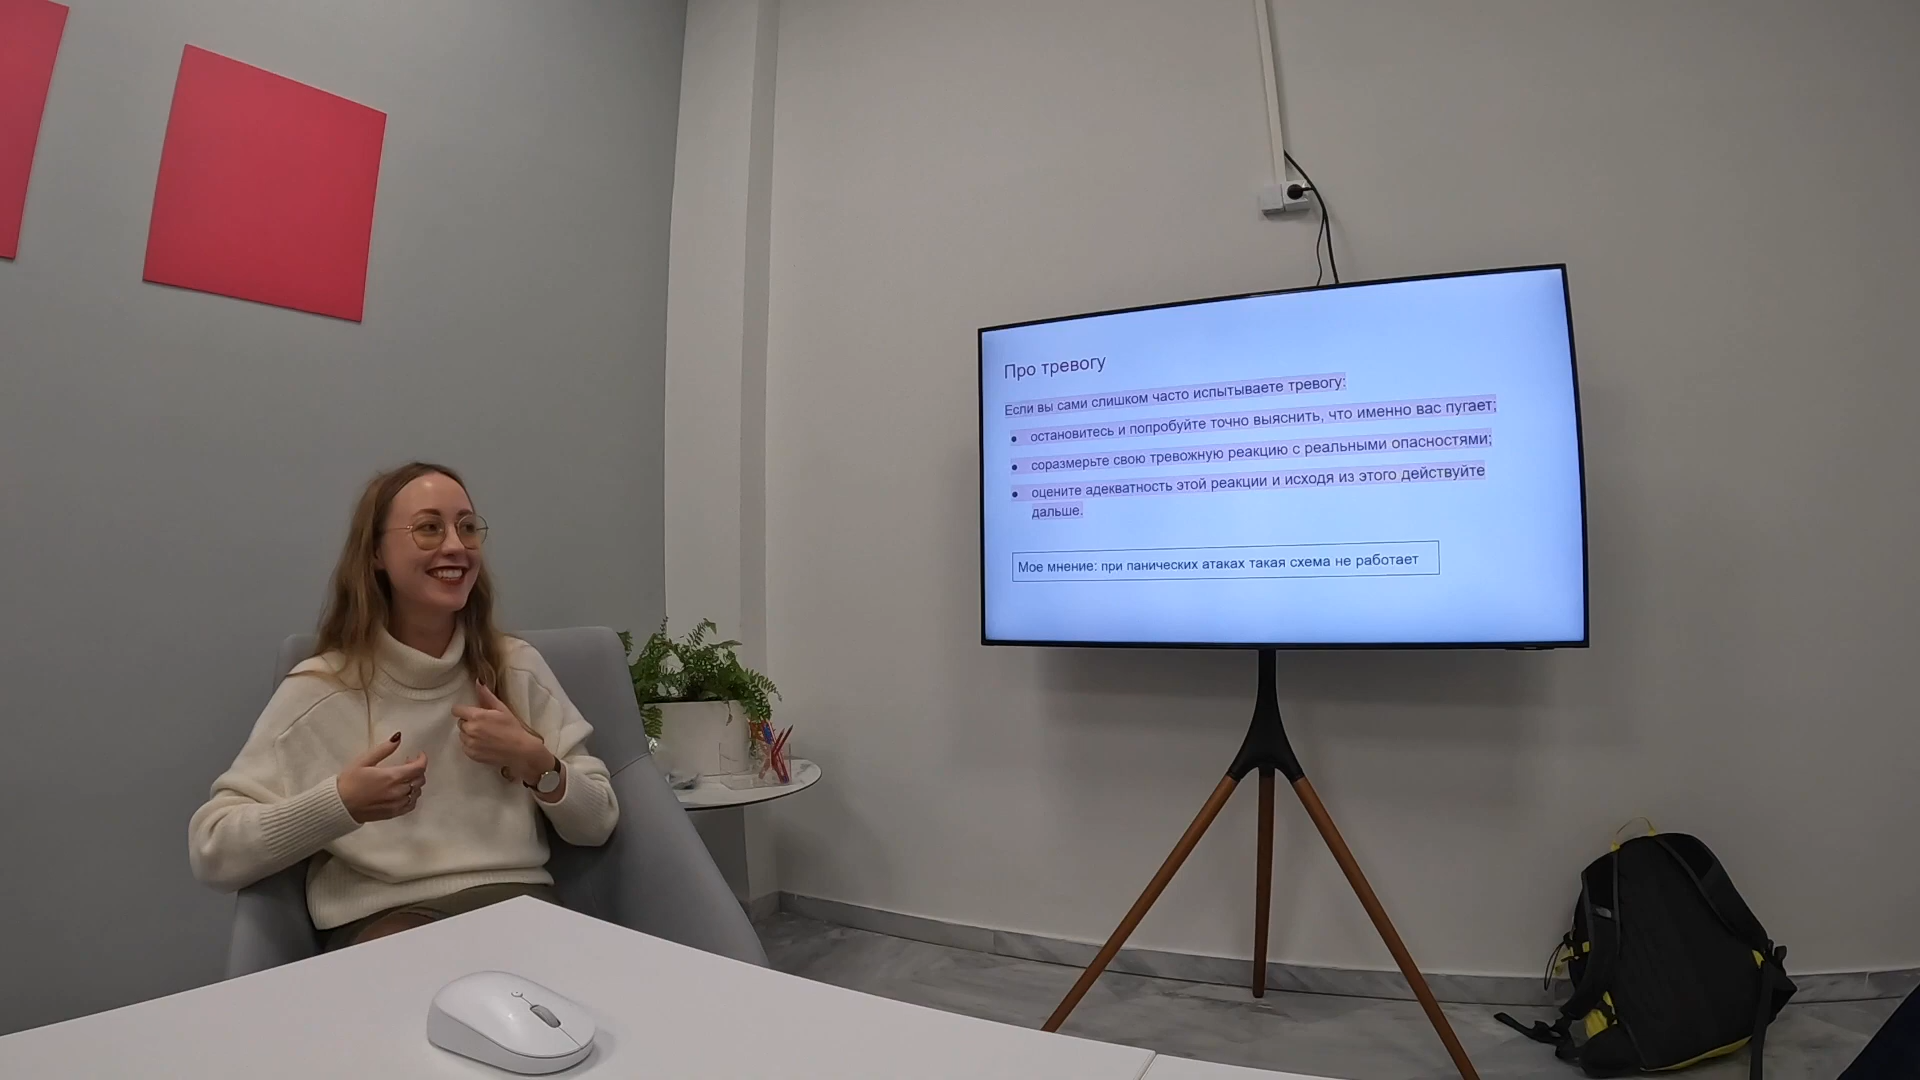 Про тревогу
Если вы сами слишком часто испытываете тревогу:
● остановитесь и попробуйте точно выяснить, что именно вас пугает;
● соразмерьте свою тревожную реакцию с реальными опасностями;
● оцените адекватность этой реакции и исходя из этого действуйте
дальше.
Мое мнение: при панических атаках такая схема не работает